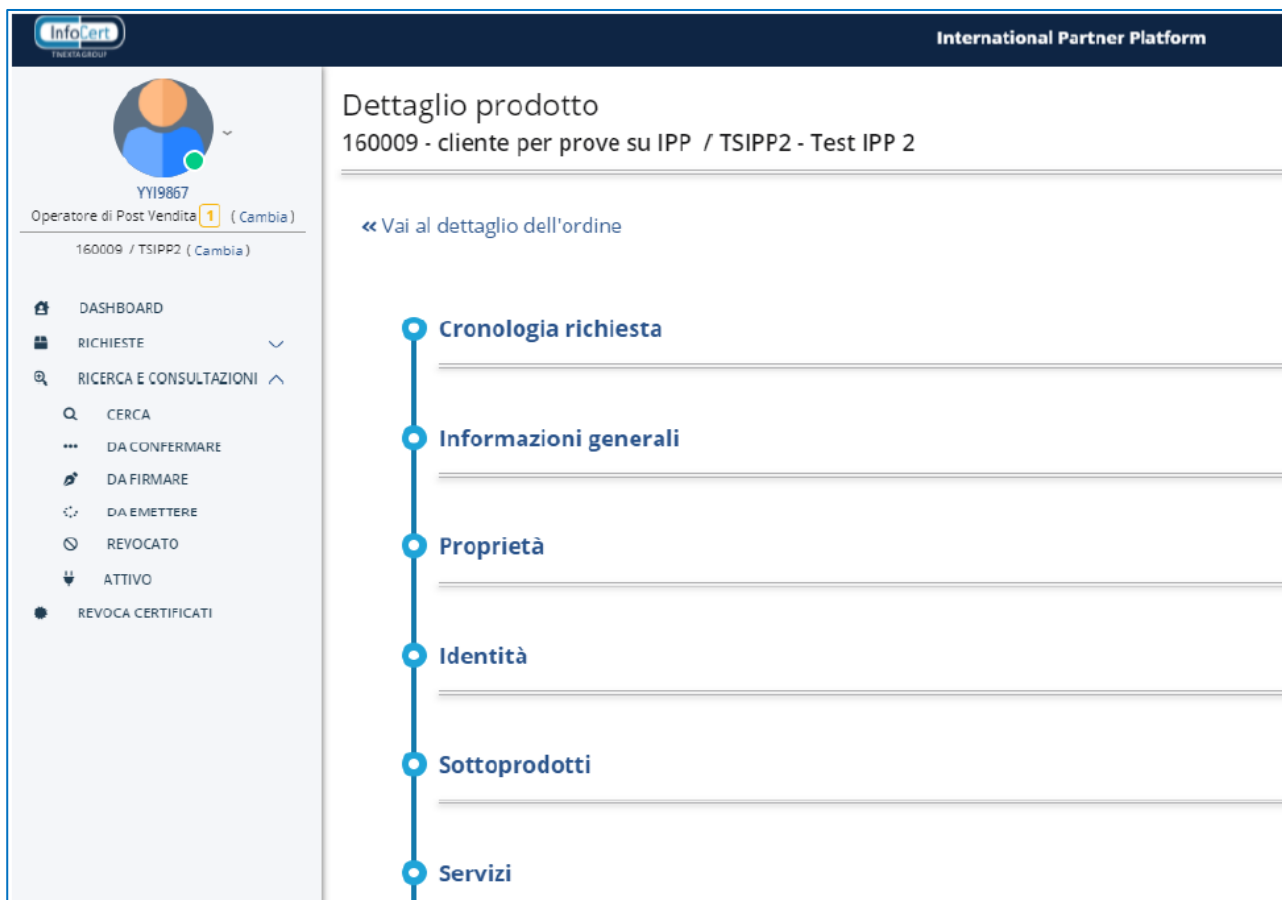 InfoCert
TINEXTA GROUP
International Partner Platform
YYI9867
Operatore di Post Vendita 1 ( Cambia )
160009 / TSIPP2 ( Cambia )
DASHBOARD
RICHIESTE
RICERCA E CONSULTAZIONI
CERCA
DA CONFERMARE
DA FIRMARE
DA EMETTERE
REVOCATO
ATTIVO
REVOCA CERTIFICATI
Dettaglio prodotto
160009 - cliente per prove su IPP / TSIPP2 - Test IPP 2
« Vai al dettaglio dell'ordine
Cronologia richiesta
Informazioni generali
Proprietà
Identità
Sottoprodotti
Servizi